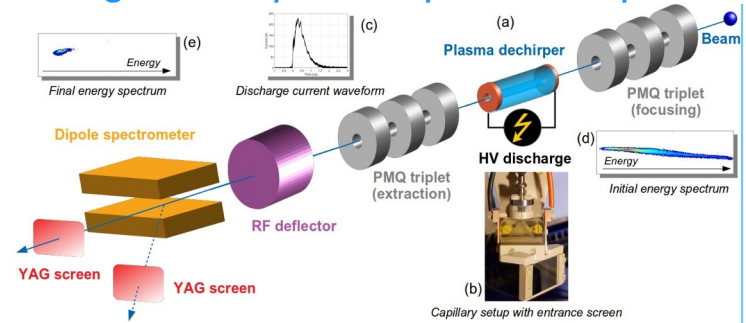 (e)
Energy
Final energy spectrum
(c)
Discharge current waveform
(a)
Plasma dechirper
Beam
PMQ triplet
(focusing)
Dipole spectrometer
HV discharge
(d)
Energy
Initial energy spectrum
PMQ triplet
(extraction)
RF deflector
YAG screen
YAG screen
(b)
Capillary setup with entrance screen